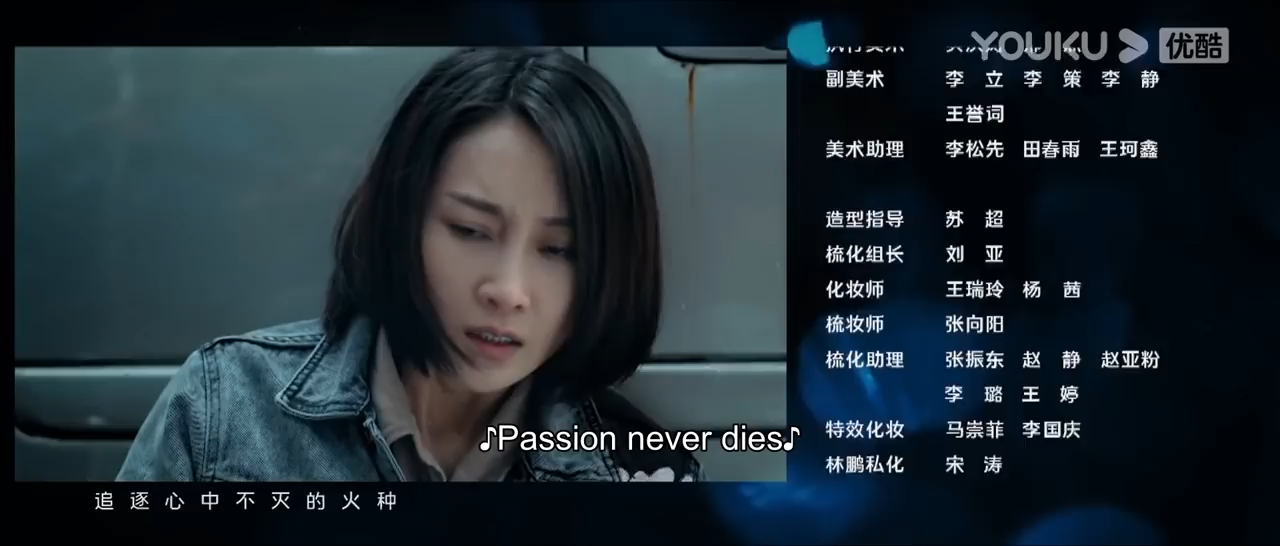 YOUKU 优酷
副美术 李立 李策 李静
王誉词
美术助理 李松先 田春雨 王珂鑫
造型指导 苏超
梳化组长 刘亚
化妆师 王瑞玲 杨茜
梳妆师 张向阳
梳化助理 张振东 赵静 赵亚粉
李璐 王婷
特效化妆 马崇菲 李国庆
林鹏私化 宋涛
♪Passion never dies♪
追逐心中不灭的火种